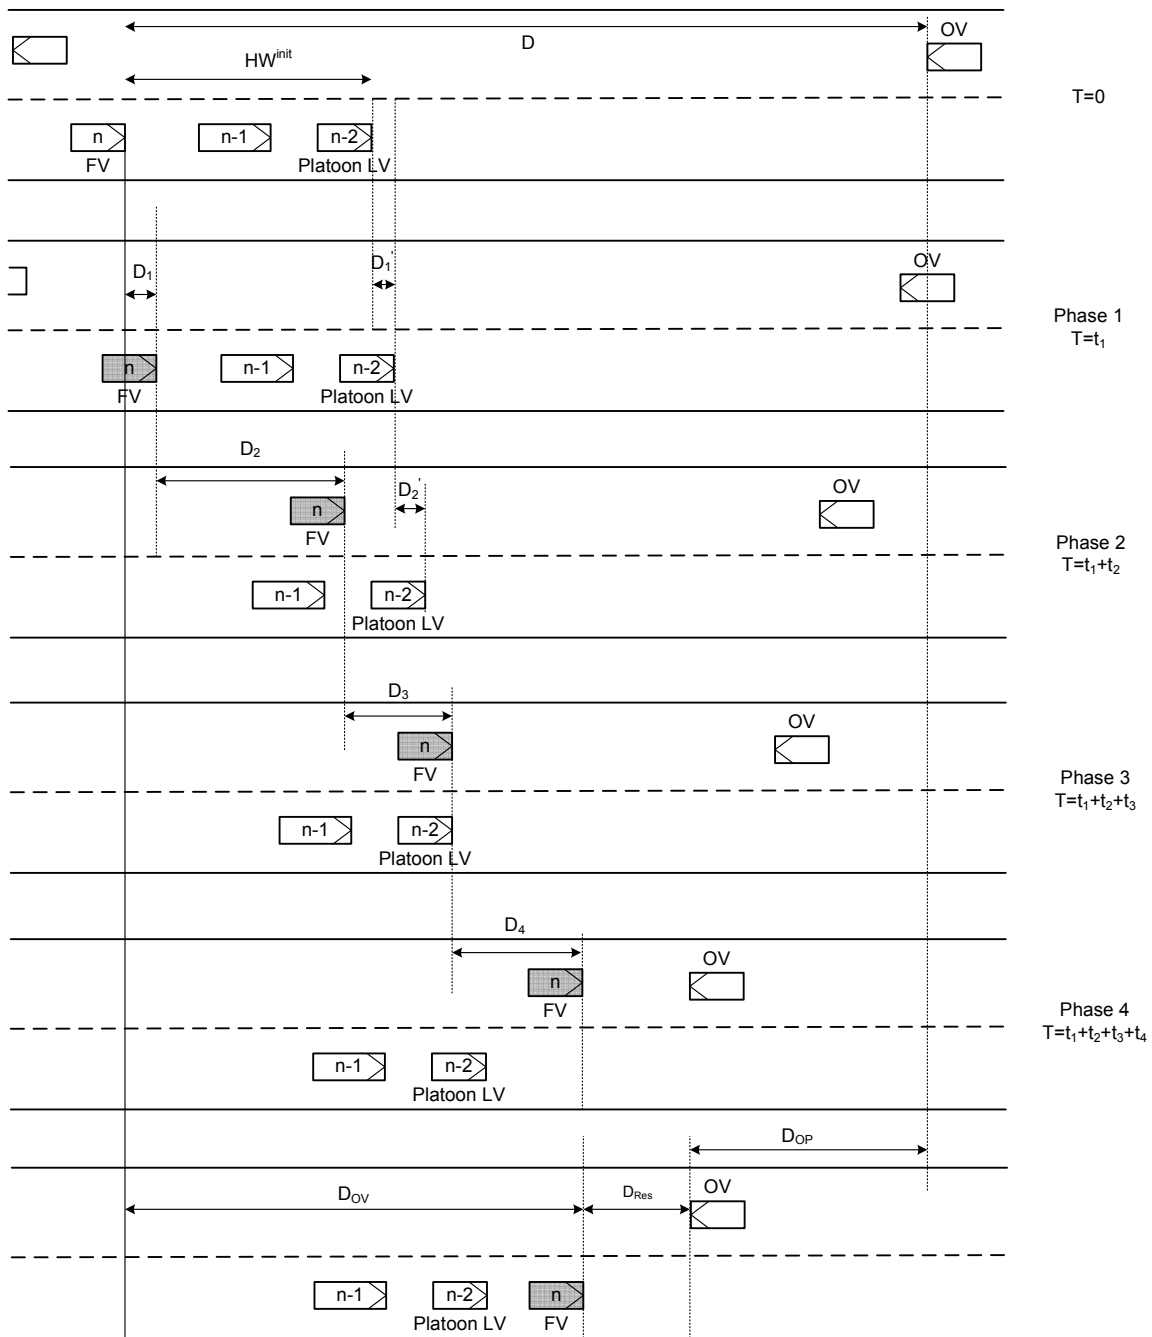 OV
D
HW^init
T=0
n
n-1
n-2
FV
Platoon LV
OV
D₁
D₁'
Phase 1
T=t₁
n
n-1
n-2
FV
Platoon LV
D₂
OV
D₂'
n
FV
Phase 2
T=t₁+t₂
n-1
n-2
Platoon LV
D₃
OV
n
FV
Phase 3
T=t₁+t₂+t₃
n-1
n-2
Platoon LV
D₄
OV
n
FV
Phase 4
T=t₁+t₂+t₃+t₄
n-1
n-2
Platoon LV
D_OP
D_OV
D_Res
OV
n-1
n-2
n
Platoon LV
FV